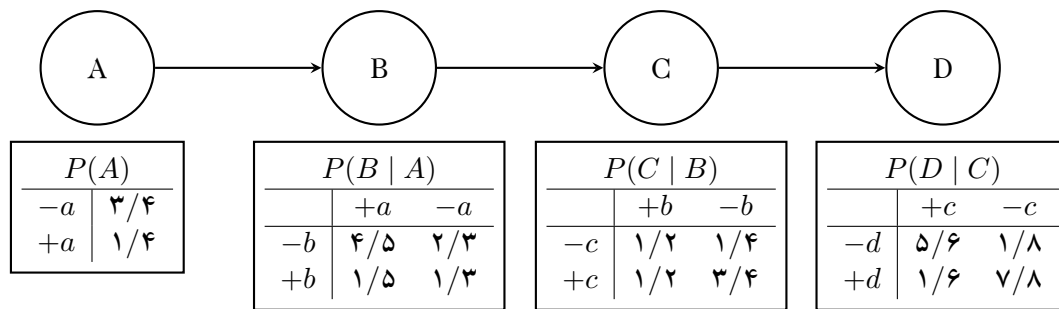 A B C D
P(A)
−a ۳/۴
+a ۱/۴
P(B | A)
+a −a
−b ۴/۵ ۲/۳
+b ۱/۵ ۱/۳
P(C | B)
+b −b
−c ۱/۲ ۱/۴
+c ۱/۲ ۳/۴
P(D | C)
+c −c
−d ۵/۶ ۱/۸
+d ۱/۶ ۷/۸